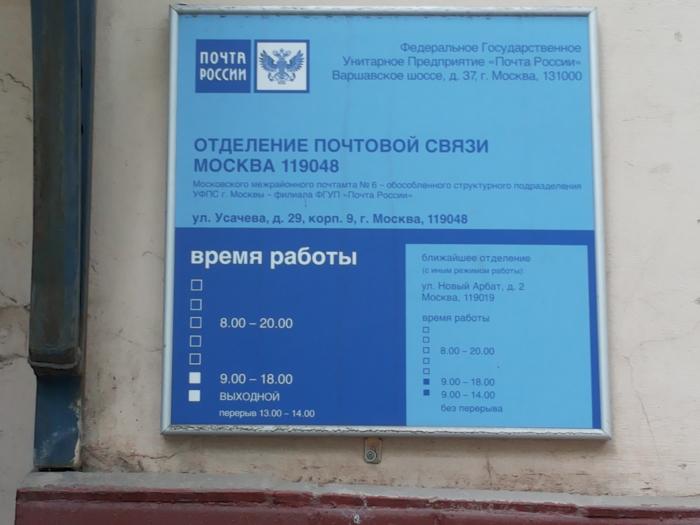 ПОЧТА
РОССИИ
Федеральное Государственное
Унитарное Предприятие «Почта России»
Варшавское шоссе, д. 37, г. Москва, 131000
ОТДЕЛЕНИЕ ПОЧТОВОЙ СВЯЗИ
МОСКВА 119048
Московского межрайонного почтамта № 6 – обособленного структурного подразделения
УФПС г. Москвы – филиала ФГУП «Почта России»
ул. Усачева, д. 29, корп. 9, г. Москва, 119048
время работы
8.00 – 20.00
9.00 – 18.00
ВЫХОДНОЙ
перерыв 13.00 – 14.00
ближайшее отделение
(с иным режимом работы)
ул. Новый Арбат, д. 2
Москва, 119019
время работы
8.00 – 20.00
9.00 – 18.00
9.00 – 14.00
без перерыва